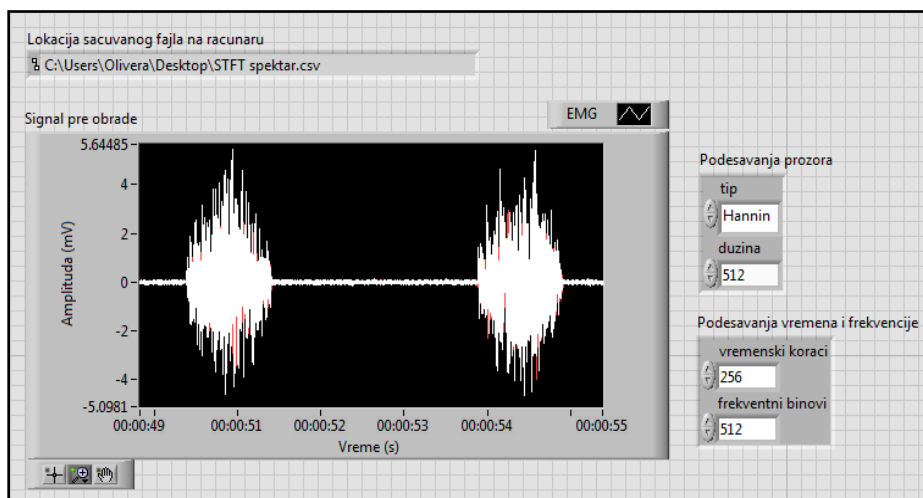 Lokacija sacuvanog fajla na racunaru
C:\Users\Olivera\Desktop\STFT spektar.csv
Signal pre obrade
EMG
5.64485
4
2
0
-2
-4
-5.0981
Amplituda (mV)
00:00:49 00:00:51 00:00:52 00:00:53 00:00:54 00:00:55
Vreme (s)
Podesavanja prozora
tip
Hannin
duzina
512
Podesavanja vremena i frekvencije
vremenski koraci
256
frekventni binovi
512